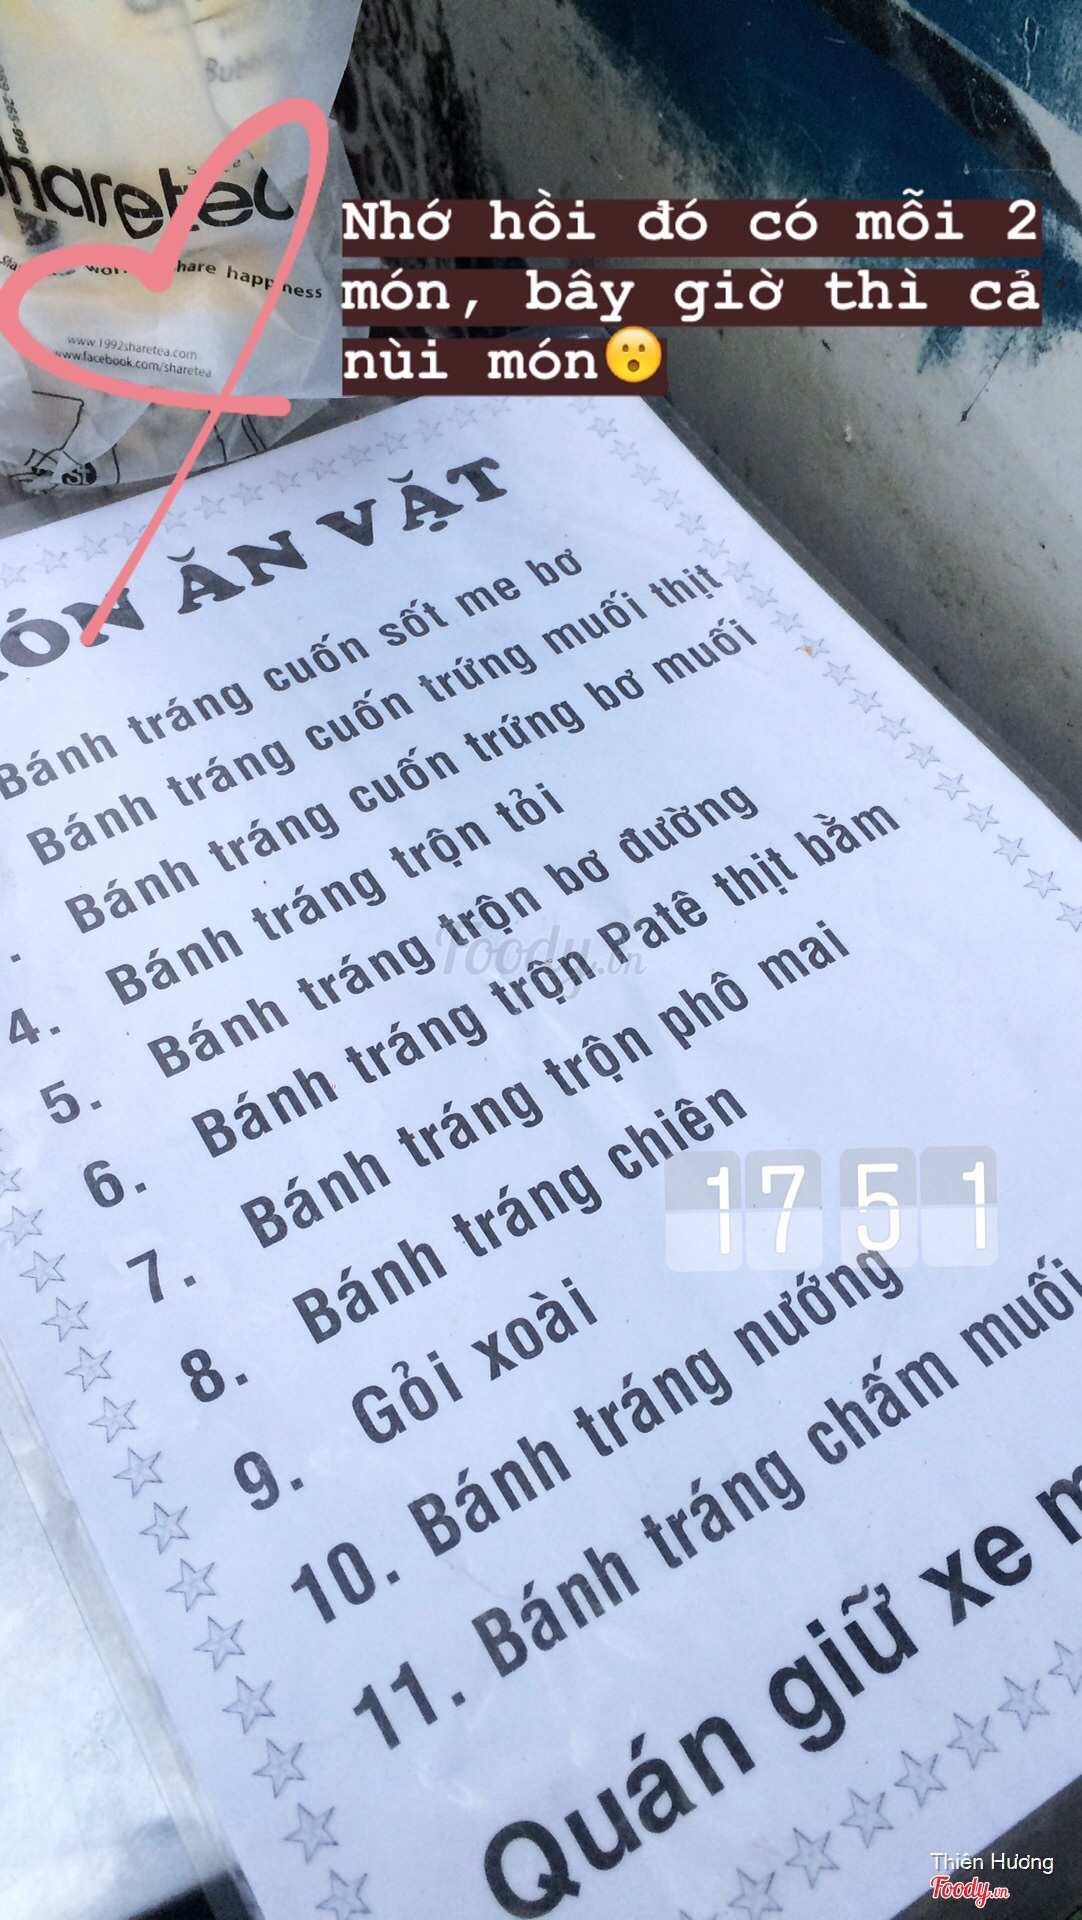 Sharetea
share happiness
www.1992sharetea.com
www.facebook.com/sharetea
Nhớ hồi đó có mỗi 2
món, bây giờ thì cả
nùi món😮
MÓN ĂN VẶT
Bánh tráng cuốn sốt me bơ
Bánh tráng cuốn trứng muối thịt
Bánh tráng cuốn trứng bơ muối
4. Bánh tráng trộn tỏi
5. Bánh tráng trộn bơ đường
6. Bánh tráng trộn Patê thịt bằm
7. Bánh tráng trộn phô mai
8. Bánh tráng chiên
9. Gỏi xoài
10. Bánh tráng nướng
11. Bánh tráng chấm muối
Quán giữ xe
17 51
Foody.vn
Thiên Hương
Foody.vn